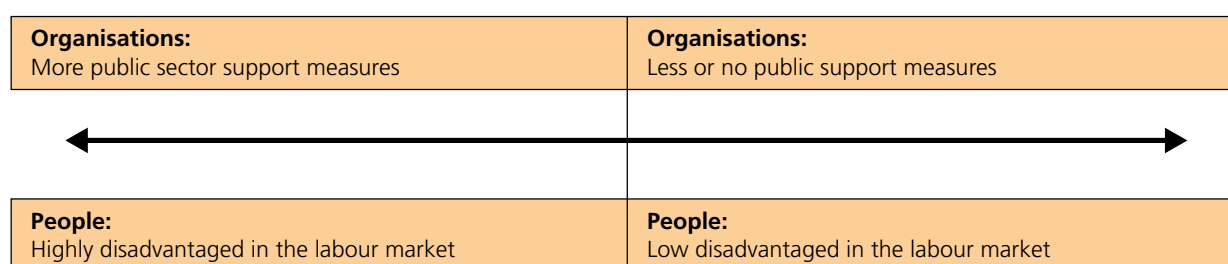 Organisations:
More public sector support measures
Organisations:
Less or no public support measures
People:
Highly disadvantaged in the labour market
People:
Low disadvantaged in the labour market